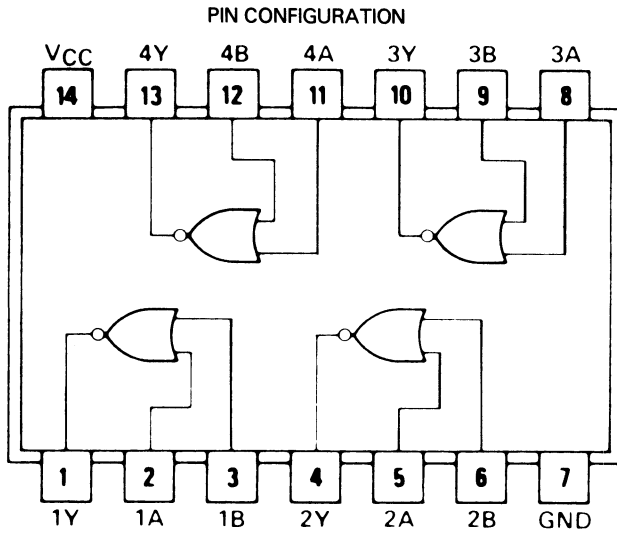 PIN CONFIGURATION
VCC 4Y 4B 4A 3Y 3B 3A
14 13 12 11 10 9 8
1 2 3 4 5 6 7
1Y 1A 1B 2Y 2A 2B GND